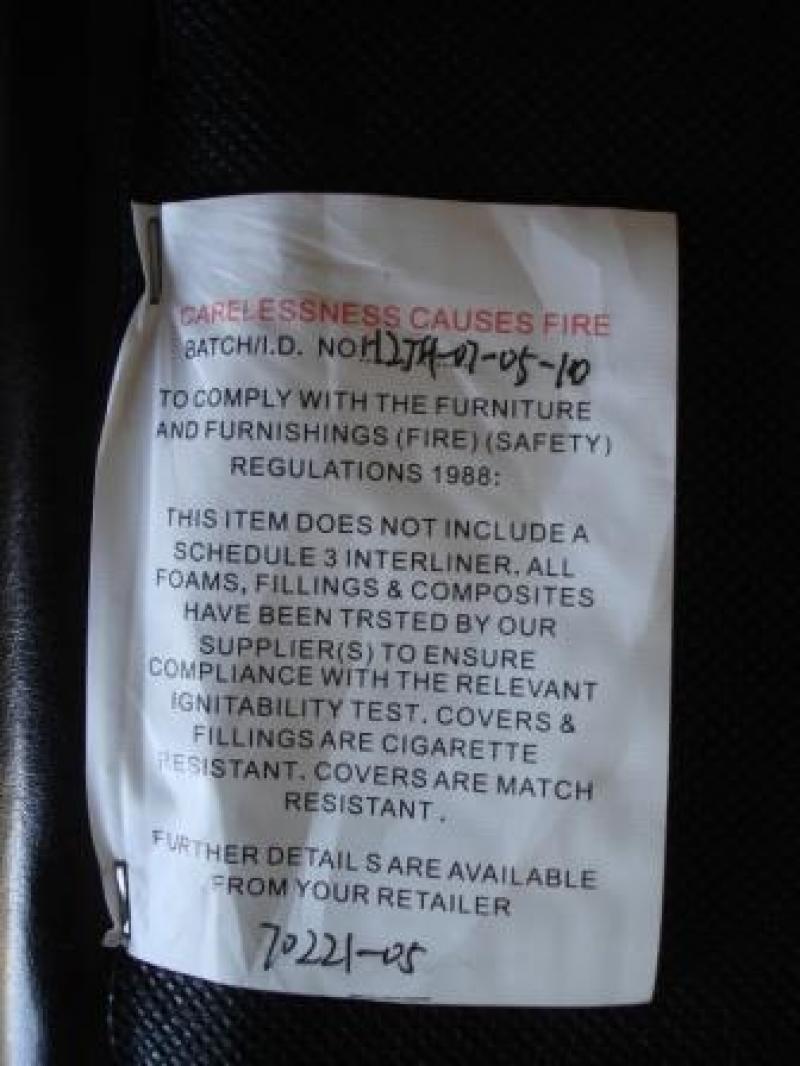 CARELESSNESS CAUSES FIRE
BATCH/I.D. NO:H2JH-07-05-10
TO COMPLY WITH THE FURNITURE
AND FURNISHINGS (FIRE) (SAFETY)
REGULATIONS 1988:
THIS ITEM DOES NOT INCLUDE A
SCHEDULE 3 INTERLINER. ALL
FOAMS, FILLINGS & COMPOSITES
HAVE BEEN TRSTED BY OUR
SUPPLIER(S) TO ENSURE
COMPLIANCE WITH THE RELEVANT
IGNITABILITY TEST. COVERS &
FILLINGS ARE CIGARETTE
RESISTANT. COVERS ARE MATCH
RESISTANT.
FURTHER DETAIL S ARE AVAILABLE
FROM YOUR RETAILER
70221-05